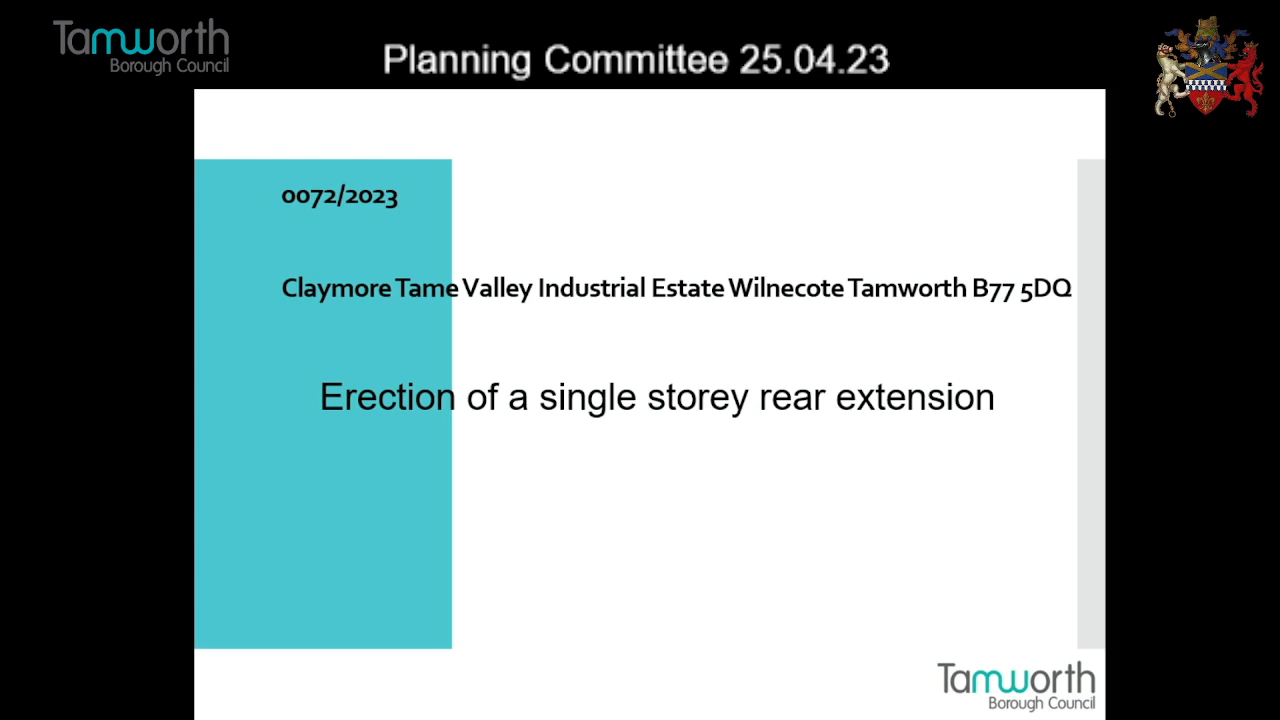 Tamworth
Borough Council
Planning Committee 25.04.23
0072/2023
Claymore Tame Valley Industrial Estate Wilnecote Tamworth B77 5DQ
Erection of a single storey rear extension
Tamworth
Borough Council